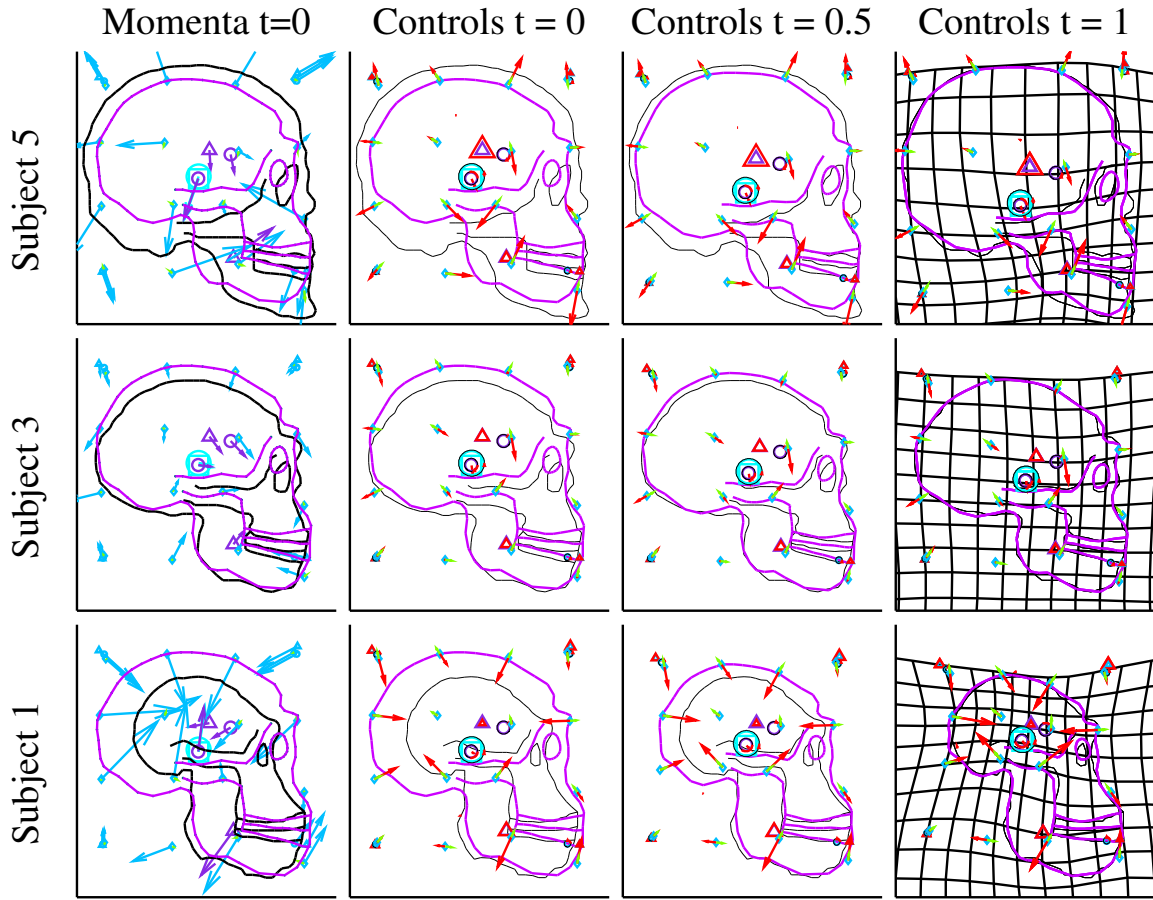 Momenta t=0 Controls t = 0 Controls t = 0.5 Controls t = 1
Subject 5
Subject 3
Subject 1